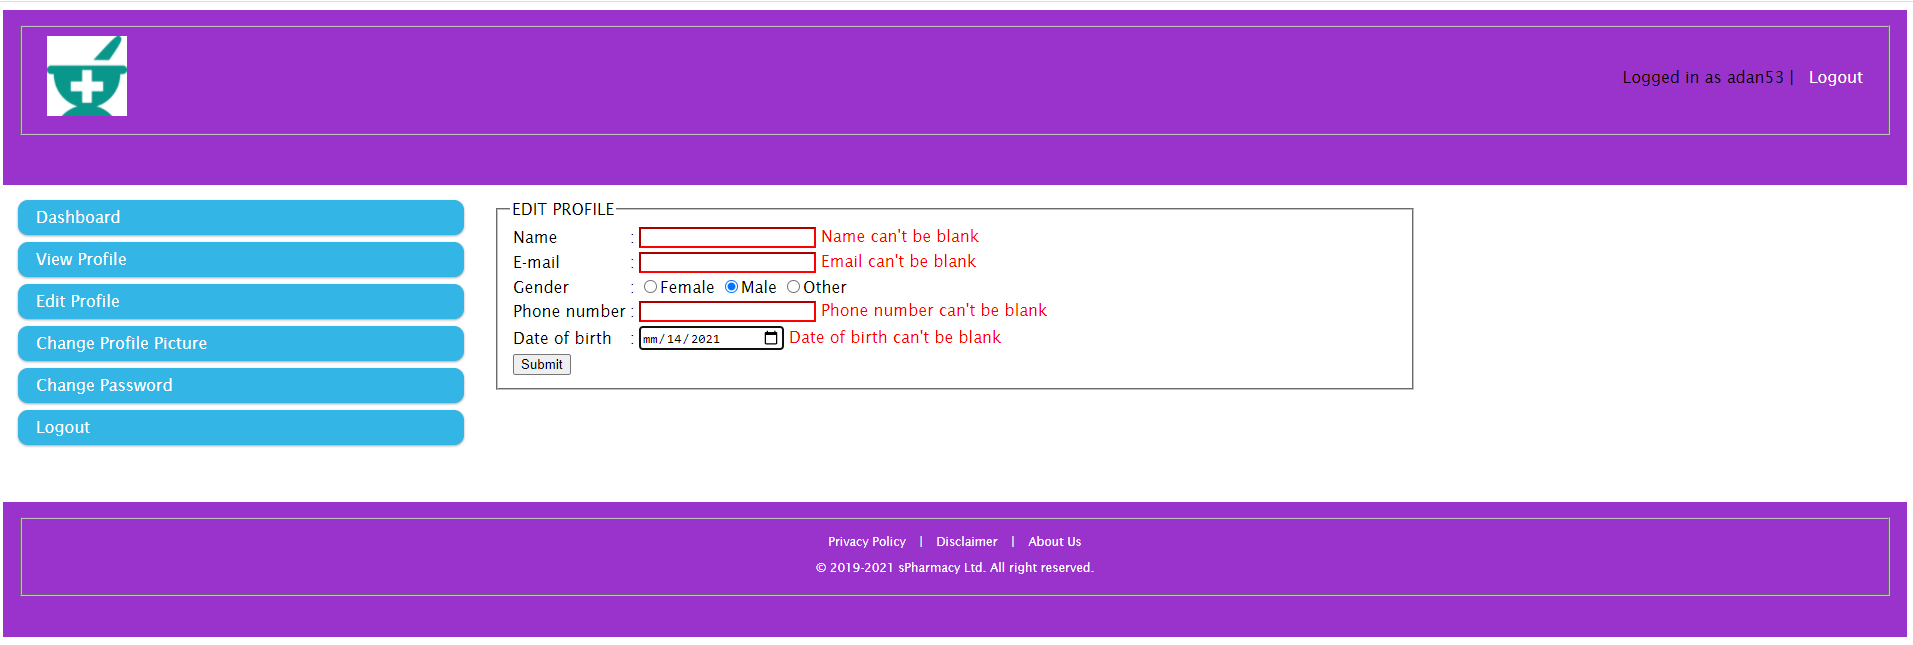 Logged in as adan53 | Logout
Dashboard
View Profile
Edit Profile
Change Profile Picture
Change Password
Logout
EDIT PROFILE
Name : Name can't be blank
E-mail : Email can't be blank
Gender : Female Male Other
Phone number : Phone number can't be blank
Date of birth : mm/14/2021 Date of birth can't be blank
Submit
Privacy Policy | Disclaimer | About Us
© 2019-2021 sPharmacy Ltd. All right reserved.